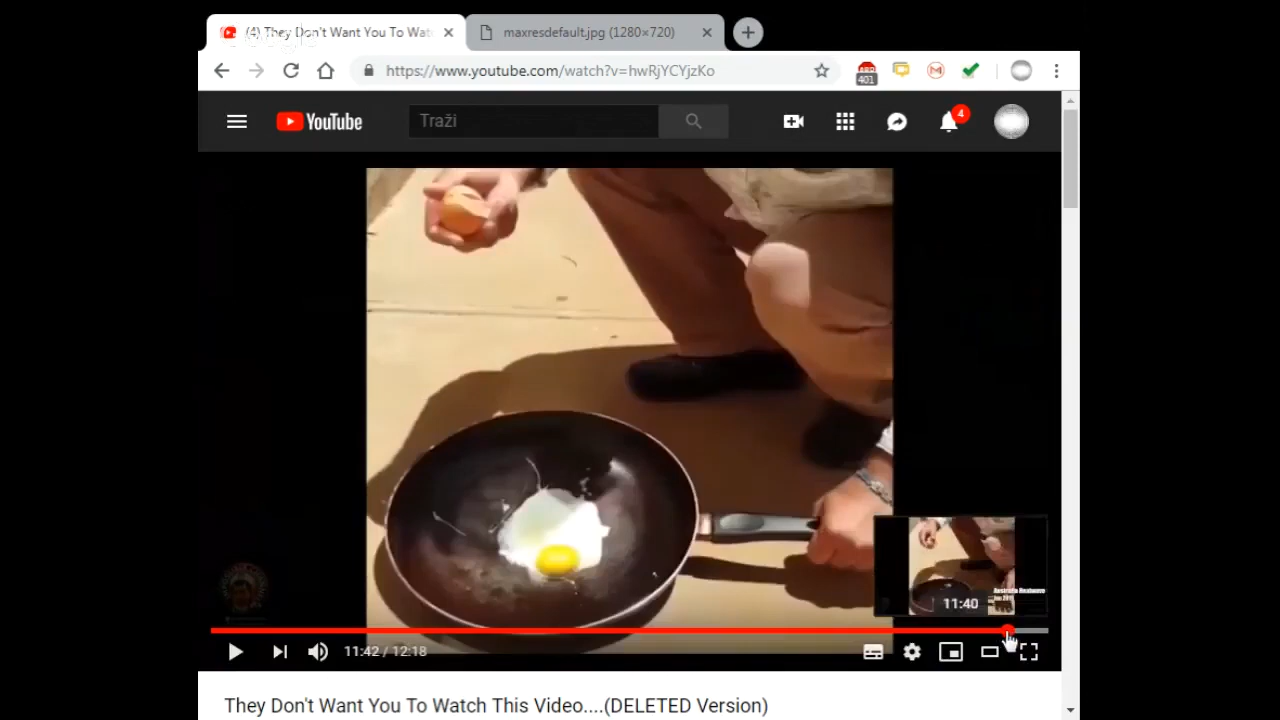 (4) They Don't Want You To Wat
maxresdefault.jpg (1280×720)
https://www.youtube.com/watch?v=hwRjYCYjzKo
401
YouTube
Traži
4
11:40
11:42 / 12:18
They Don't Want You To Watch This Video....(DELETED Version)